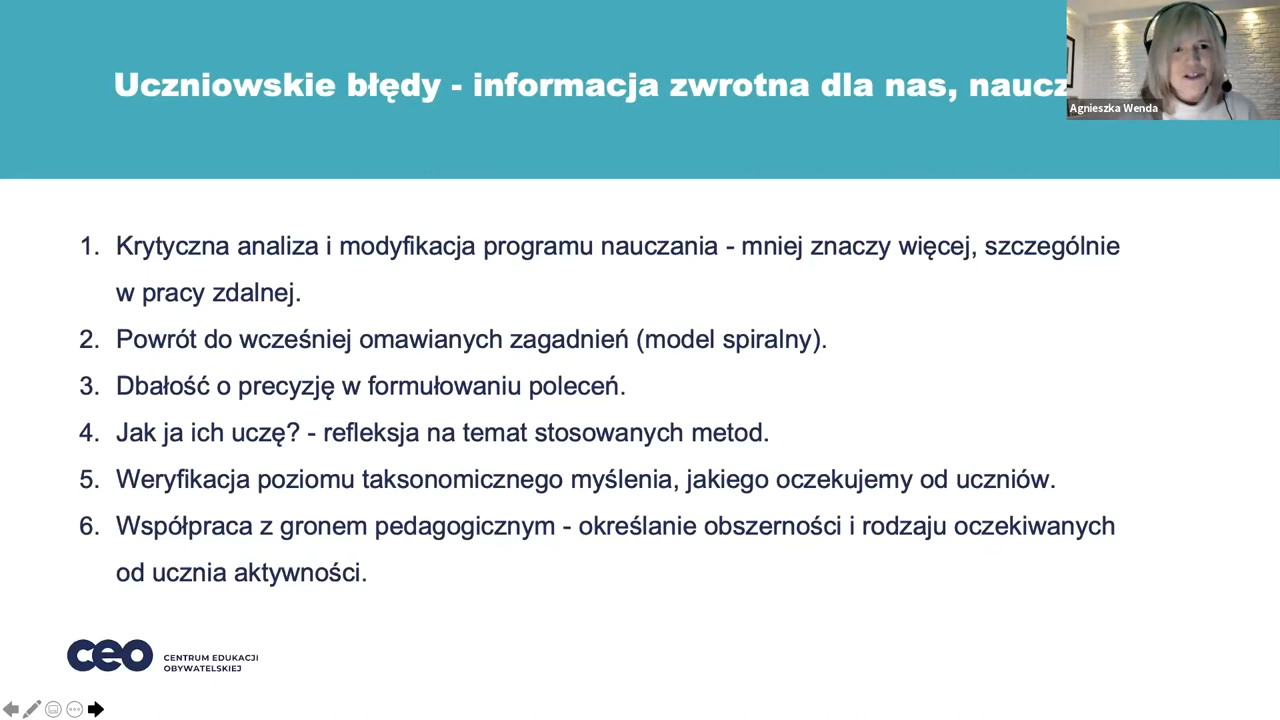 Uczniowskie błędy - informacja zwrotna dla nas, naucz
Agnieszka Wenda
1. Krytyczna analiza i modyfikacja programu nauczania - mniej znaczy więcej, szczególnie
w pracy zdalnej.
2. Powrót do wcześniej omawianych zagadnień (model spiralny).
3. Dbałość o precyzję w formułowaniu poleceń.
4. Jak ja ich uczę? - refleksja na temat stosowanych metod.
5. Weryfikacja poziomu taksonomicznego myślenia, jakiego oczekujemy od uczniów.
6. Współpraca z gronem pedagogicznym - określanie obszerności i rodzaju oczekiwanych
od ucznia aktywności.
ceo
CENTRUM EDUKACJI
OBYWATELSKIEJ